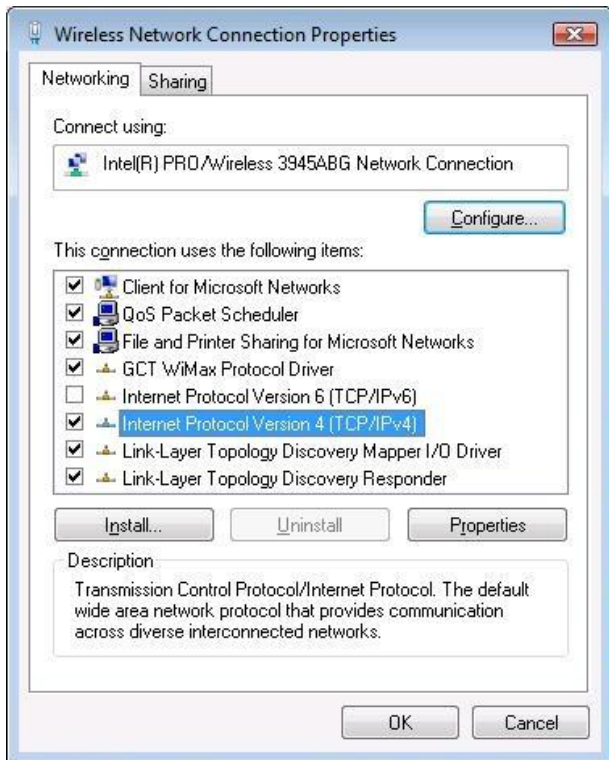 Wireless Network Connection Properties
Networking
Sharing
Connect using:
Intel(R) PRO/Wireless 3945ABG Network Connection
Configure...
This connection uses the following items:
Client for Microsoft Networks
QoS Packet Scheduler
File and Printer Sharing for Microsoft Networks
GCT WiMax Protocol Driver
Internet Protocol Version 6 (TCP/IPv6)
Internet Protocol Version 4 (TCP/IPv4)
Link-Layer Topology Discovery Mapper I/O Driver
Link-Layer Topology Discovery Responder
Install...
Uninstall
Properties
Description
Transmission Control Protocol/Internet Protocol. The default
wide area network protocol that provides communication
across diverse interconnected networks.
OK
Cancel